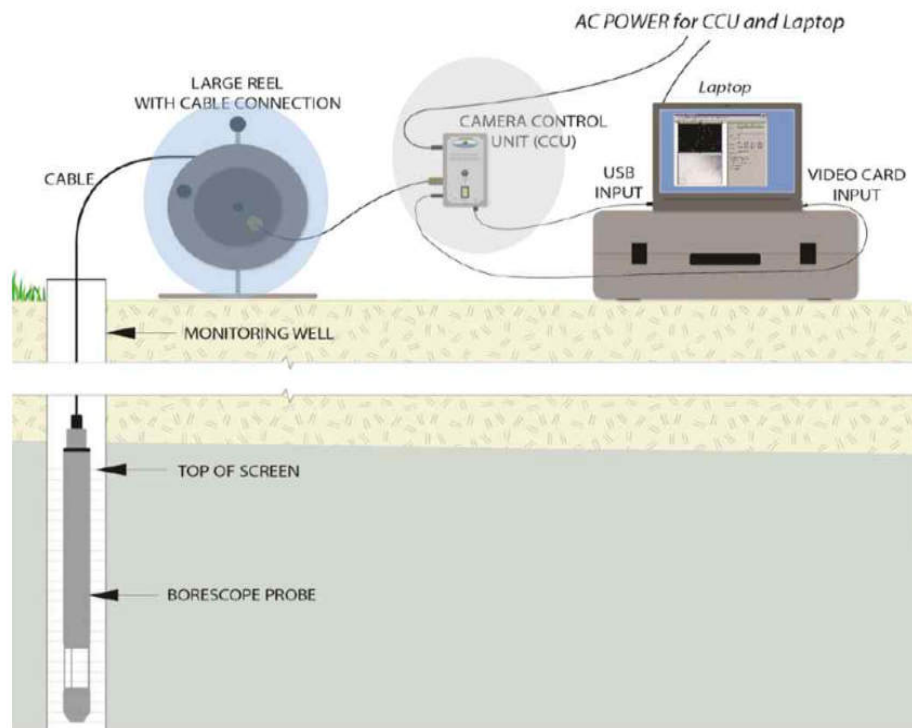 AC POWER for CCU and Laptop
LARGE REEL
WITH CABLE CONNECTION
Laptop
CAMERA CONTROL
UNIT (CCU)
CABLE
USB
INPUT
VIDEO CARD
INPUT
MONITORING WELL
TOP OF SCREEN
BORESCOPE PROBE